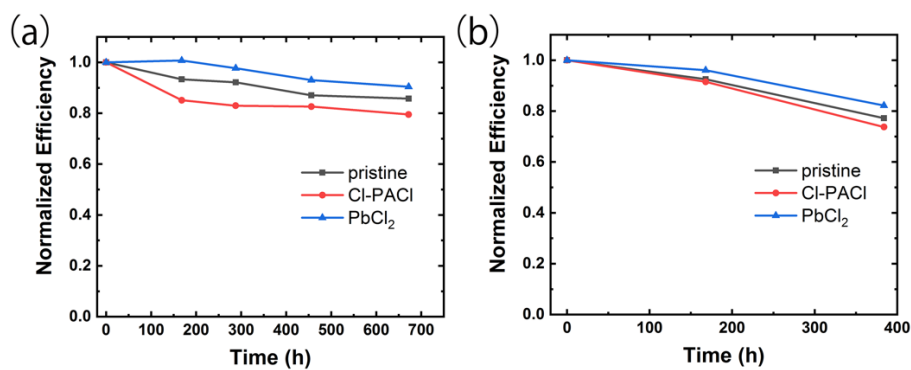 (a)
Normalized Efficiency
1.0
0.8
0.6
0.4
0.2
0.0
pristine
Cl-PACl
PbCl₂
0 100 200 300 400 500 600 700
Time (h)
(b)
Normalized Efficiency
1.0
0.8
0.6
0.4
0.2
0.0
pristine
Cl-PACl
PbCl₂
0 100 200 300 400
Time (h)